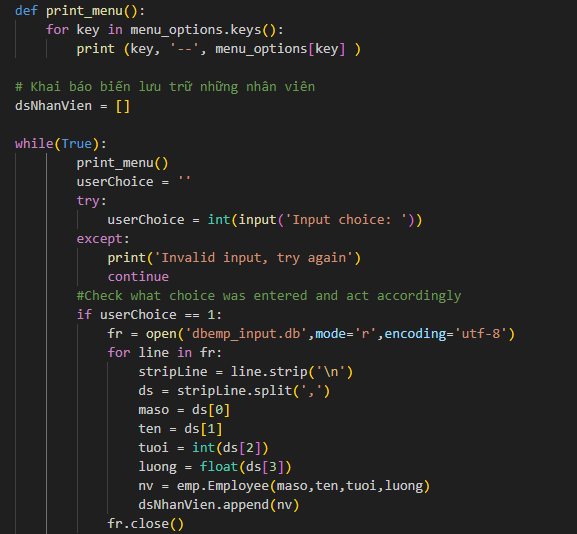 def print_menu():
    for key in menu_options.keys():
        print (key, '--', menu_options[key] )

# Khai báo biến lưu trữ những nhân viên
dsNhanVien = []

while(True):
        print_menu()
        userChoice = ''
        try:
            userChoice = int(input('Input choice: '))
        except:
            print('Invalid input, try again')
            continue
        #Check what choice was entered and act accordingly
        if userChoice == 1:
            fr = open('dbemp_input.db',mode='r',encoding='utf-8')
            for line in fr:
                stripLine = line.strip('\n')
                ds = stripLine.split(',')
                maso = ds[0]
                ten = ds[1]
                tuoi = int(ds[2])
                luong = float(ds[3])
                nv = emp.Employee(maso,ten,tuoi,luong)
                dsNhanVien.append(nv)
            fr.close()